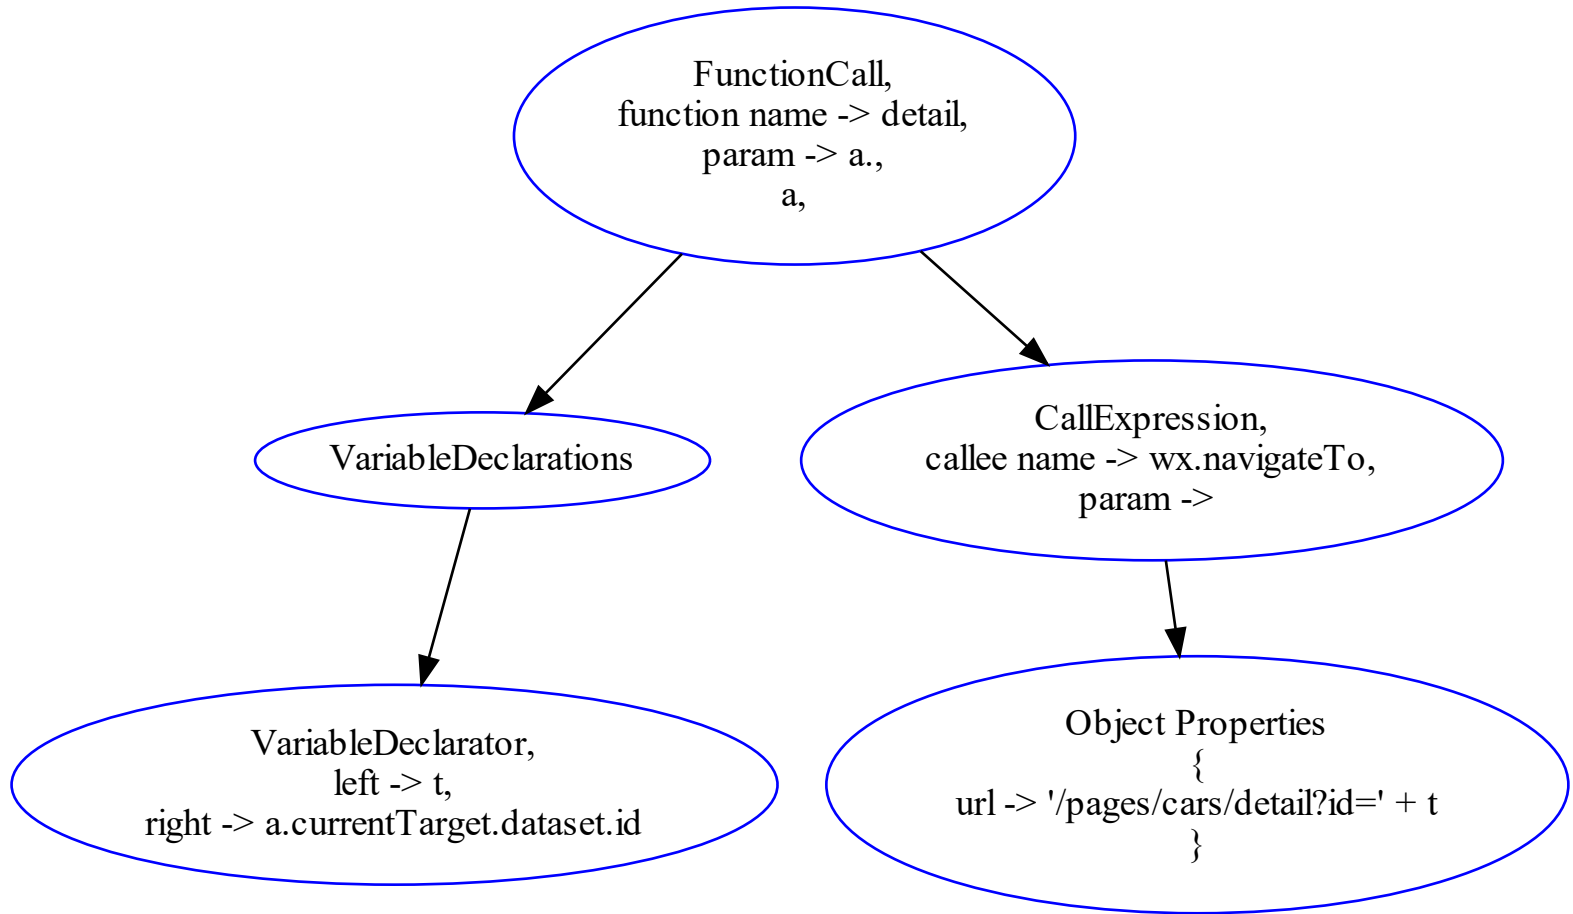 FunctionCall,
function name -> detail,
param -> a.,
a,
VariableDeclarations
CallExpression,
callee name -> wx.navigateTo,
param ->
VariableDeclarator,
left -> t,
right -> a.currentTarget.dataset.id
Object Properties
{
url -> '/pages/cars/detail?id=' + t
}